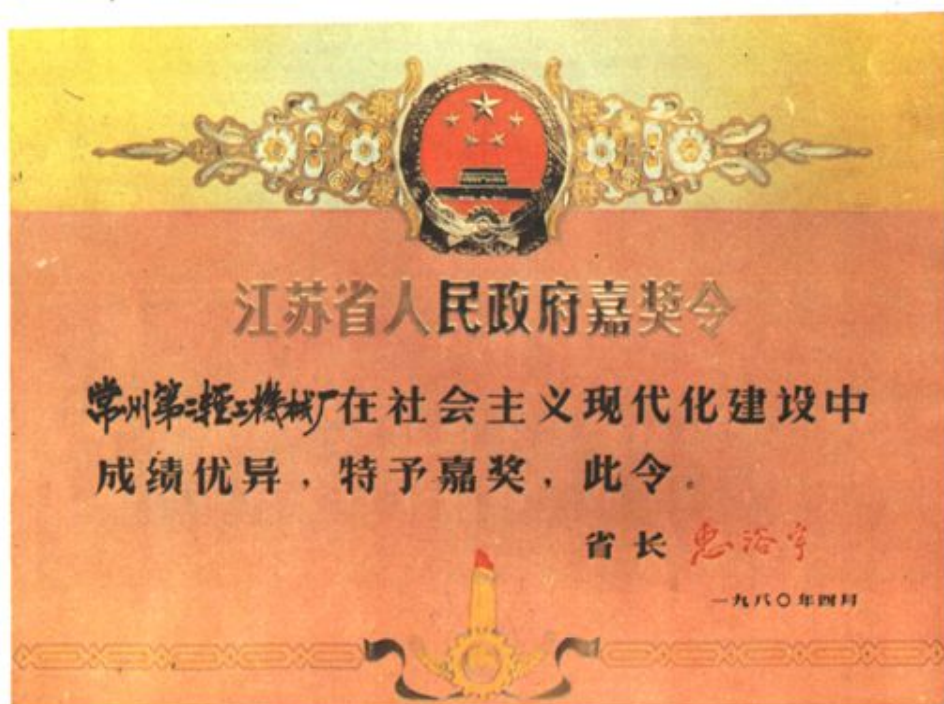 江苏省人民政府嘉奖令
常州第二轻工機械厂在社会主义现代化建设中
成绩优异，特予嘉奖，此令。
省长 惠浴宇
一九八〇年四月